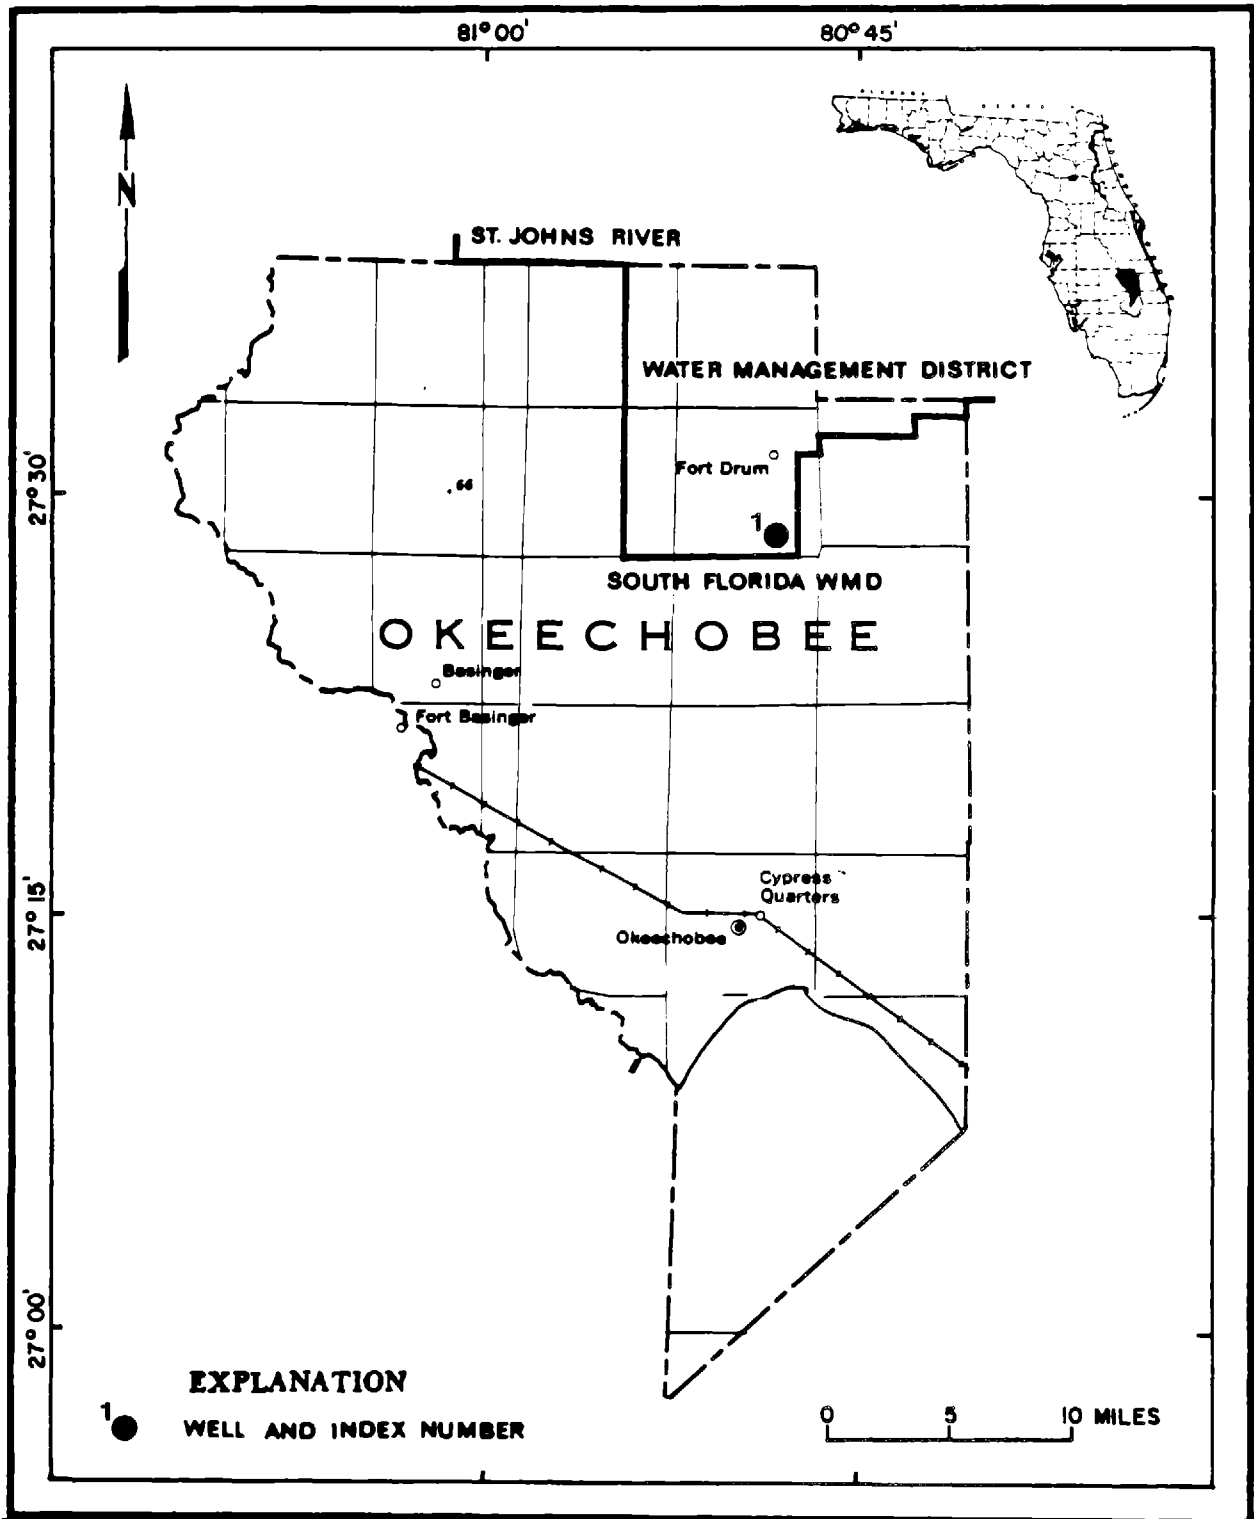 81° 00'
80° 45'
N
ST. JOHNS RIVER
WATER MANAGEMENT DISTRICT
27° 30'
Fort Drum
66
1
SOUTH FLORIDA WMD
OKEECHOBEE
Basinger
Fort Basinger
Cypress
Quarters
27° 15'
Okeechobee
27° 00'
EXPLANATION
1
WELL AND INDEX NUMBER
0 5 10 MILES